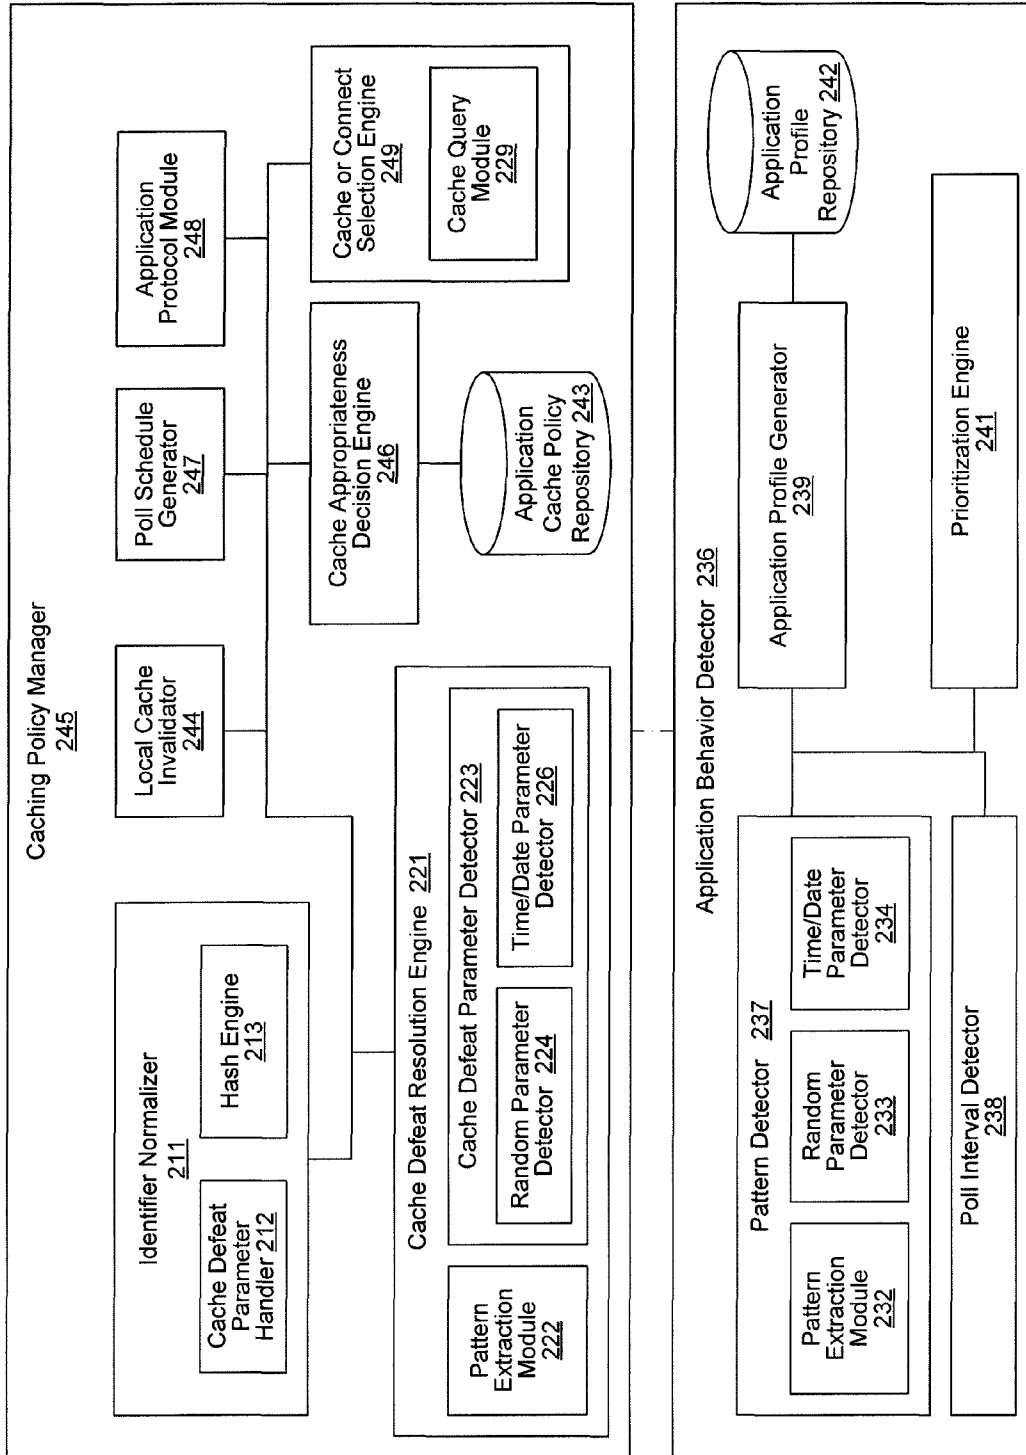 Caching Policy Manager
245
Identifier Normalizer
211
Cache Defeat
Parameter
Handler 212
Hash Engine
213
Local Cache
Invalidator
244
Poll Schedule
Generator
247
Application
Protocol Module
248
Cache Defeat Resolution Engine 221
Pattern
Extraction
Module
222
Cache Defeat Parameter Detector 223
Random Parameter
Detector 224
Time/Date Parameter
Detector 226
Cache Appropriateness
Decision Engine
246
Application
Cache Policy
Repository 243
Cache or Connect
Selection Engine
249
Cache Query
Module
229
Application Behavior Detector 236
Pattern Detector 237
Pattern
Extraction
Module
232
Random
Parameter
Detector
233
Time/Date
Parameter
Detector
234
Poll Interval Detector
238
Application Profile Generator
239
Application
Profile
Repository 242
Prioritization Engine
241